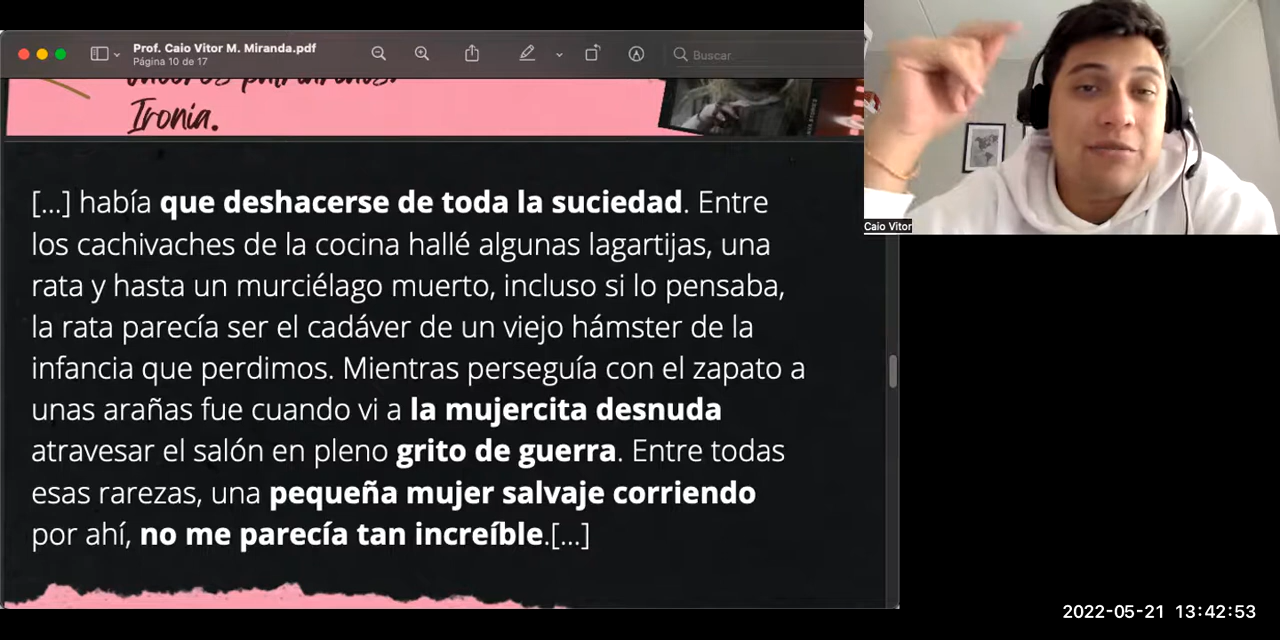 Prof. Caio Vitor M. Miranda.pdf
Página 10 de 17
Buscar
Ironía.
[...] había que deshacerse de toda la suciedad. Entre
los cachivaches de la cocina hallé algunas lagartijas, una
rata y hasta un murciélago muerto, incluso si lo pensaba,
la rata parecía ser el cadáver de un viejo hámster de la
infancia que perdimos. Mientras perseguía con el zapato a
unas arañas fue cuando vi a la mujercita desnuda
atravesar el salón en pleno grito de guerra. Entre todas
esas rarezas, una pequeña mujer salvaje corriendo
por ahí, no me parecía tan increíble.[...]
Caio Vitor
2022-05-21 13:42:53